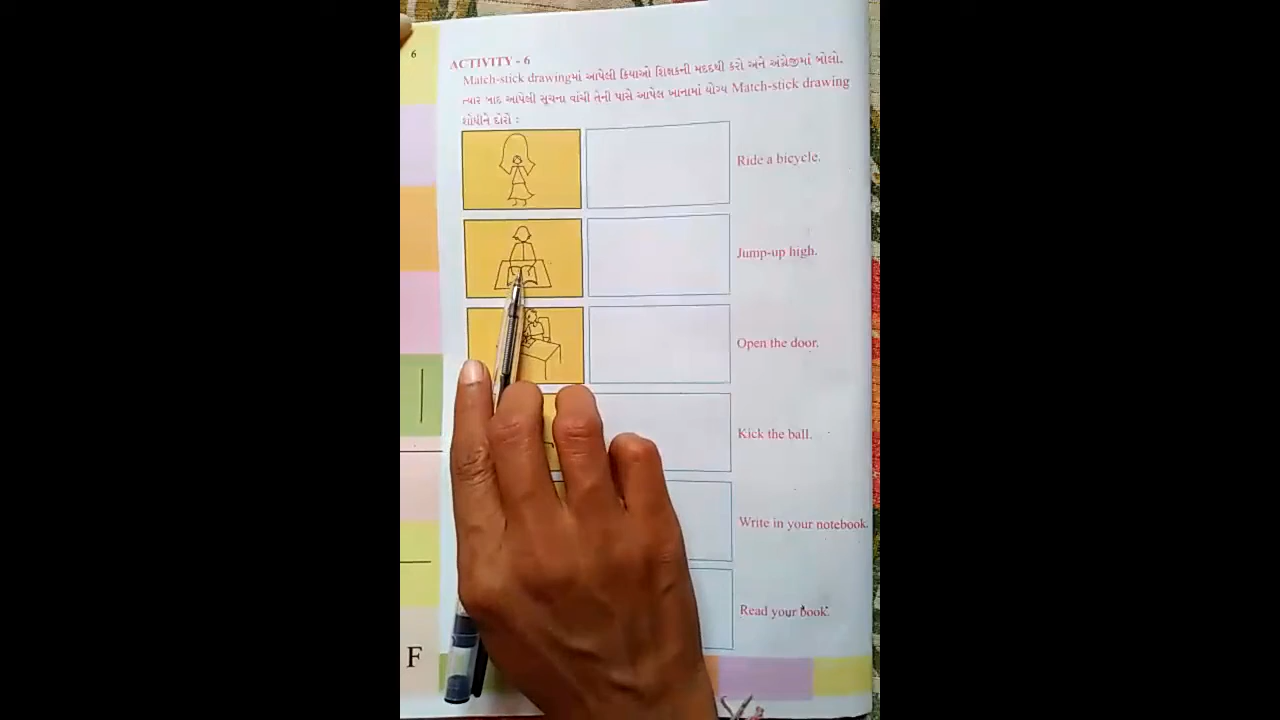 6
ACTIVITY - 6
Match-stick drawingમાં આપેલી ક્રિયાઓ શિક્ષકની મદદથી કરો અને અંગ્રેજીમાં બોલો.
ત્યાર બાદ આપેલી સૂચના વાંચી તેની પાસે આપેલ ખાનામાં યોગ્ય Match-stick drawing
શોધીને દોરો :
Ride a bicycle.
Jump-up high.
Open the door.
Kick the ball.
Write in your notebook.
Read your book.
F